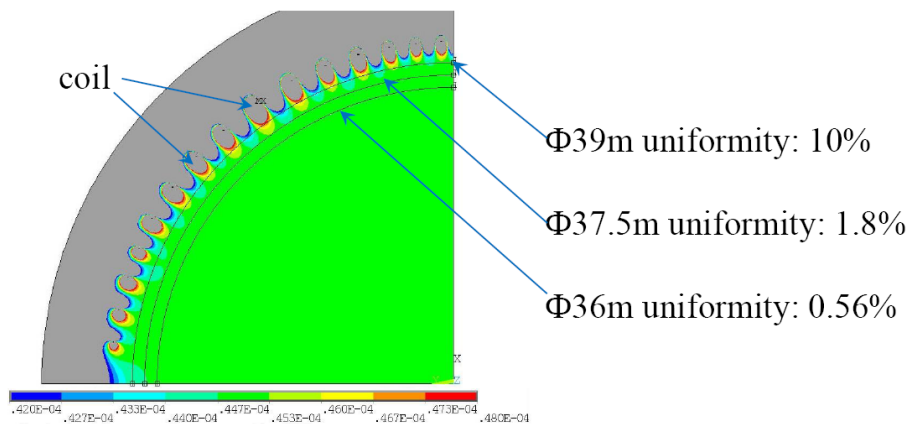 coil
MX
Φ39m uniformity: 10%
Φ37.5m uniformity: 1.8%
Φ36m uniformity: 0.56%
X
Z
.420E-04 .433E-04 .447E-04 .460E-04 .473E-04
.427E-04 .440E-04 .453E-04 .467E-04 .480E-04